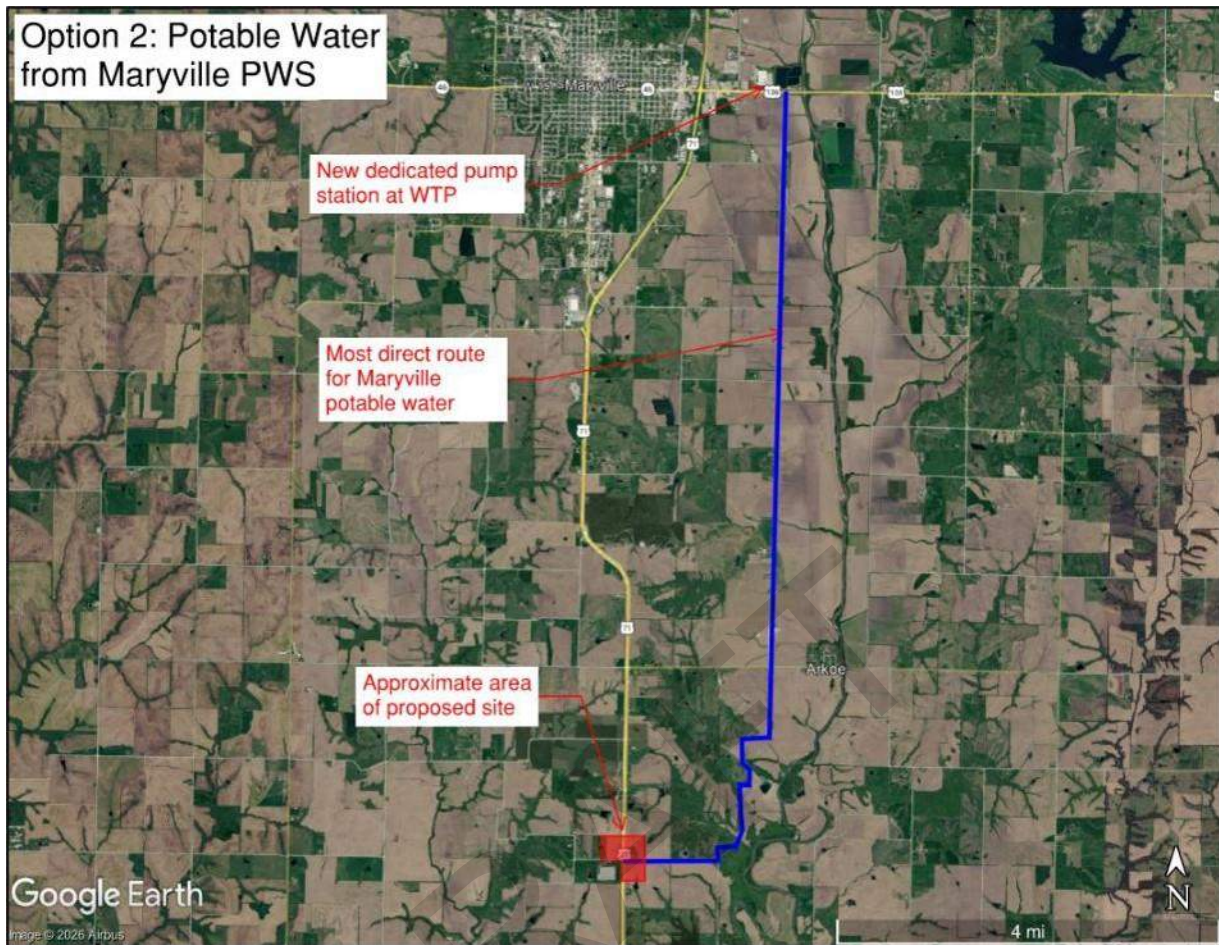 Option 2: Potable Water
from Maryville PWS
46
Maryville
46
136
136
71
New dedicated pump
station at WTP
Most direct route
for Maryville
potable water
71
71
Arkoe
Approximate area
of proposed site
N
Google Earth
Image © 2026 Airbus
4 mi